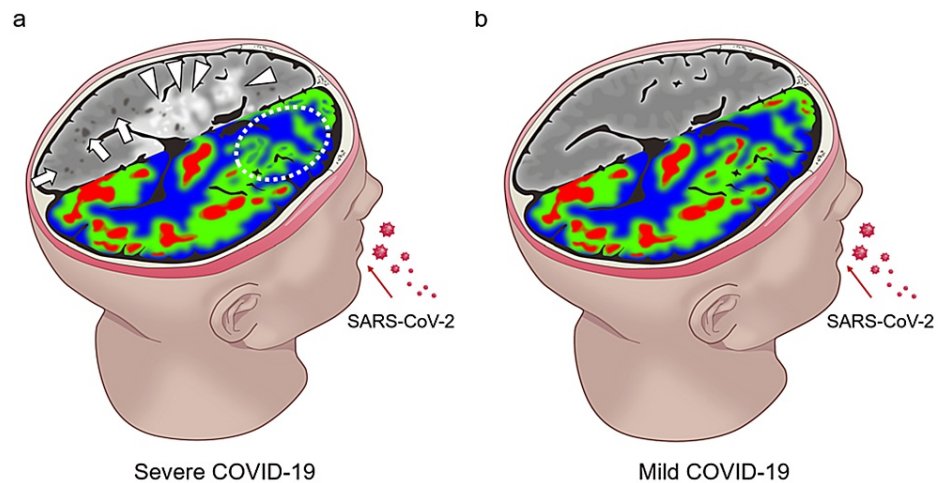 a
b
SARS-CoV-2
SARS-CoV-2
Severe COVID-19
Mild COVID-19